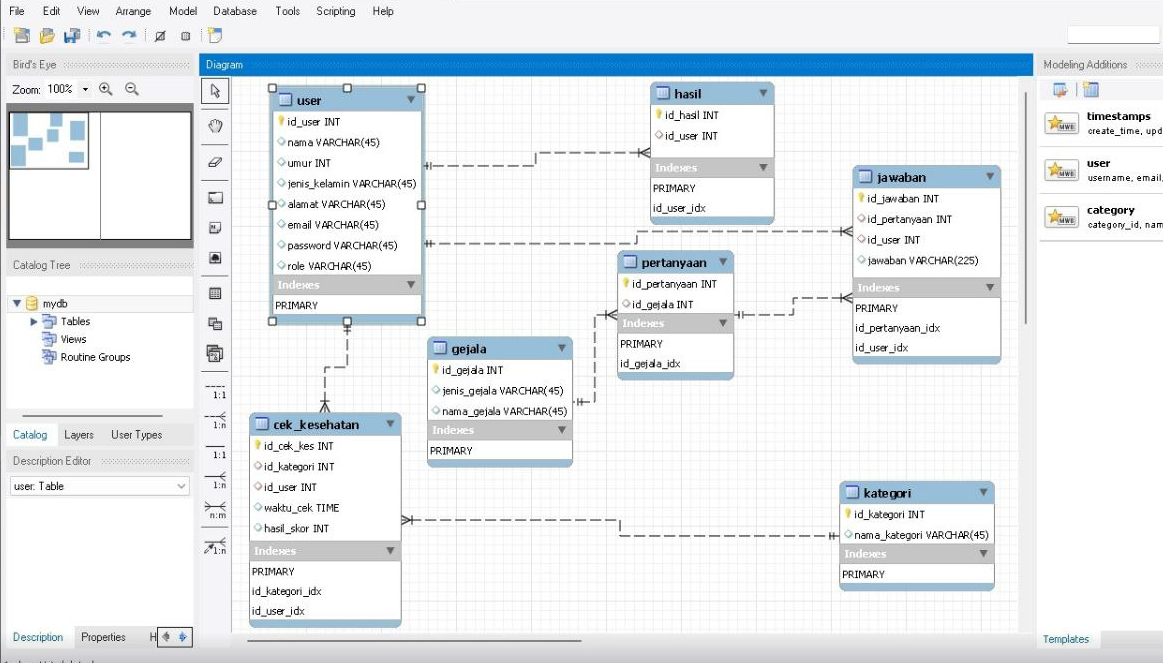 File Edit View Arrange Model Database Tools Scripting Help
Bird's Eye
Zoom: 100%
Diagram
Modeling Additions
timestamps
create_time, upd
user
username, email,
category
category_id, nam
user
id_user INT
nama VARCHAR(45)
umur INT
jenis_kelamin VARCHAR(45)
alamat VARCHAR(45)
email VARCHAR(45)
password VARCHAR(45)
role VARCHAR(45)
Indexes
PRIMARY
hasil
id_hasil INT
id_user INT
Indexes
PRIMARY
id_user_idx
jawaban
id_jawaban INT
id_pertanyaan INT
id_user INT
jawaban VARCHAR(225)
Indexes
PRIMARY
id_pertanyaan_idx
id_user_idx
pertanyaan
id_pertanyaan INT
id_gejala INT
Indexes
PRIMARY
id_gejala_idx
gejala
id_gejala INT
jenis_gejala VARCHAR(45)
nama_gejala VARCHAR(45)
Indexes
PRIMARY
cek_kesehatan
id_cek_kes INT
id_kategori INT
id_user INT
waktu_cek TIME
hasil_skor INT
Indexes
PRIMARY
id_kategori_idx
id_user_idx
kategori
id_kategori INT
nama_kategori VARCHAR(45)
Indexes
PRIMARY
1:1
1:n
1:1
1:n
n:m
1:n
Catalog Tree
mydb
Tables
Views
Routine Groups
Catalog Layers User Types
Description Editor
user: Table
Description Properties H
Templates